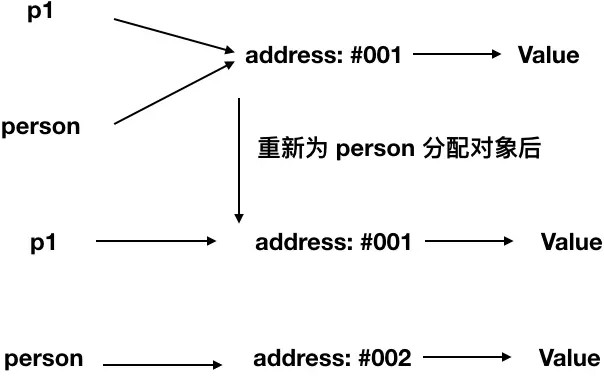 p1
address: #001 Value
person
重新为 person 分配对象后
p1 address: #001 Value
person address: #002 Value